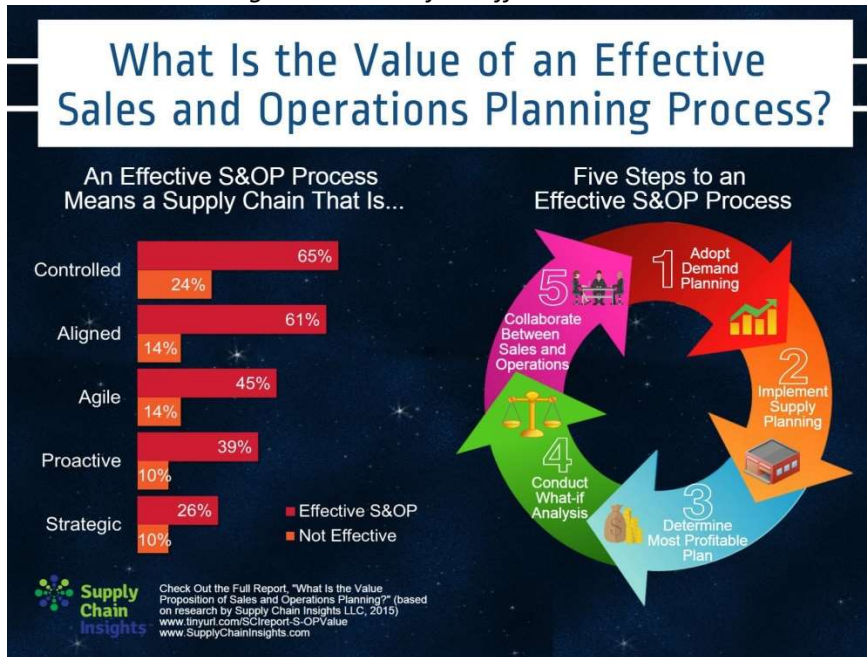 What Is the Value of an Effective
Sales and Operations Planning Process?
An Effective S&OP Process
Means a Supply Chain That Is...
Controlled
65%
24%
Aligned
61%
14%
Agile
45%
14%
Proactive
39%
10%
Strategic
26%
10%
Effective S&OP
Not Effective
Five Steps to an
Effective S&OP Process
1
Adopt
Demand
Planning
2
Implement
Supply
Planning
3
Determine
Most Profitable
Plan
4
Conduct
What-if
Analysis
5
Collaborate
Between
Sales and
Operations
Supply
Chain
Insights
Check Out the Full Report, "What Is the Value
Proposition of Sales and Operations Planning?" (based
on research by Supply Chain Insights LLC, 2015)
www.tinyurl.com/SCIreport-S-OPValue
www.SupplyChainInsights.com